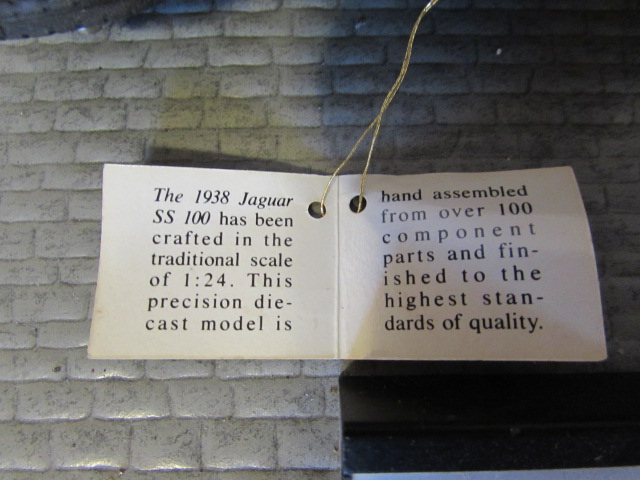 The 1938 Jaguar
SS 100 has been
crafted in the
traditional scale
of 1:24. This
precision die-
cast model is
hand assembled
from over 100
component
parts and fin-
ished to the
highest stan-
dards of quality.